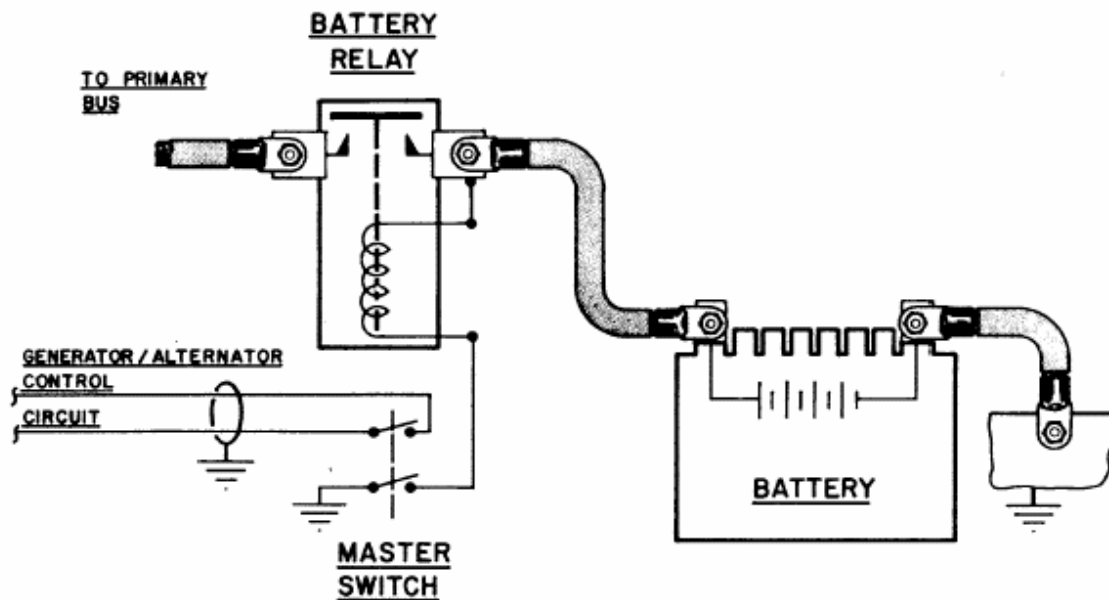 BATTERY
RELAY
TO PRIMARY
BUS
GENERATOR/ALTERNATOR
CONTROL
CIRCUIT
BATTERY
MASTER
SWITCH